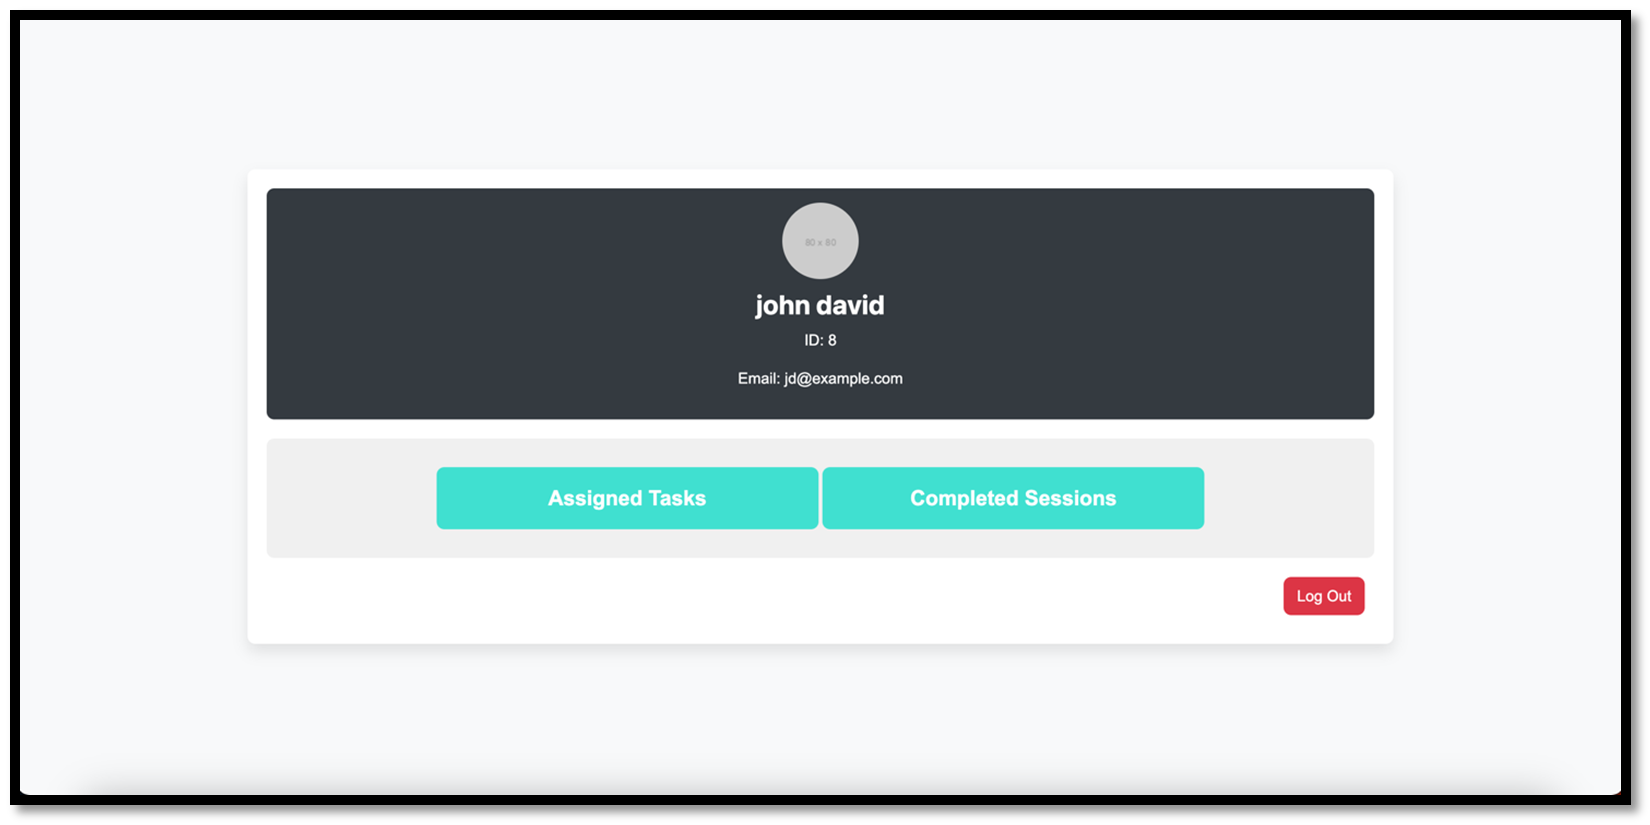 80 x 80
john david
ID: 8
Email: jd@example.com
Assigned Tasks
Completed Sessions
Log Out